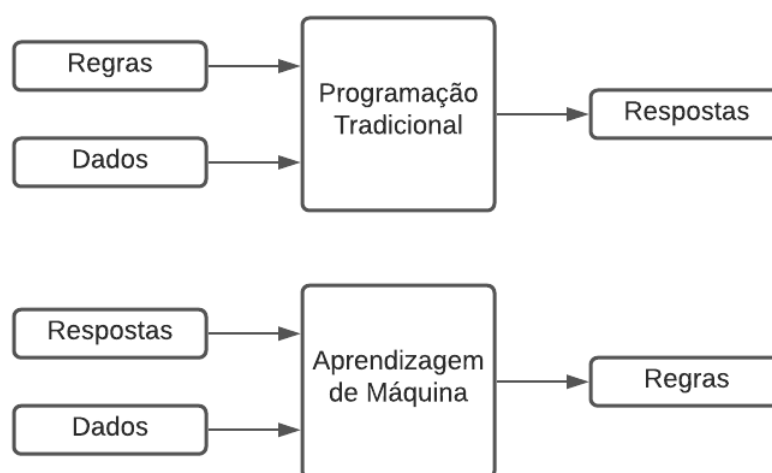 Regras
Dados
Programação
Tradicional
Respostas
Respostas
Dados
Aprendizagem
de Máquina
Regras